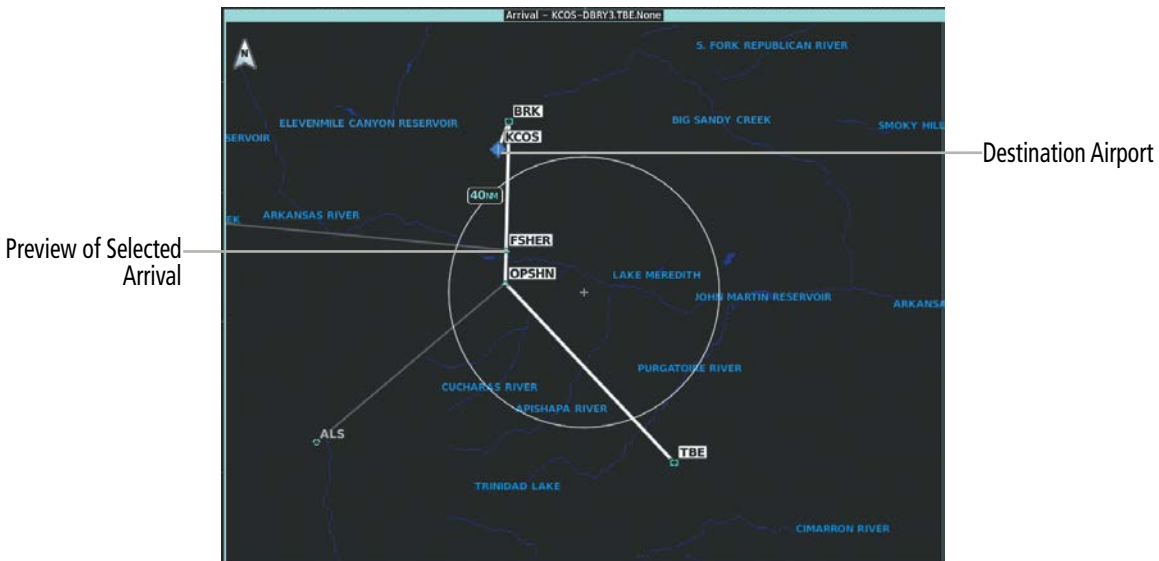 Arrival – KCOS–DBRY3.TBE.None
N
S. FORK REPUBLICAN RIVER
BRK
ELEVENMILE CANYON RESERVOIR
BIG SANDY CREEK
SMOKY HILL
SERVOIR
KCOS
Destination Airport
40NM
EK
ARKANSAS RIVER
FSHER
Preview of Selected
Arrival
OPSHN
LAKE MEREDITH
JOHN MARTIN RESERVOIR
ARKANSA
PURGATOIRE RIVER
CUCHARAS RIVER
APISHAPA RIVER
ALS
TBE
TRINIDAD LAKE
CIMARRON RIVER